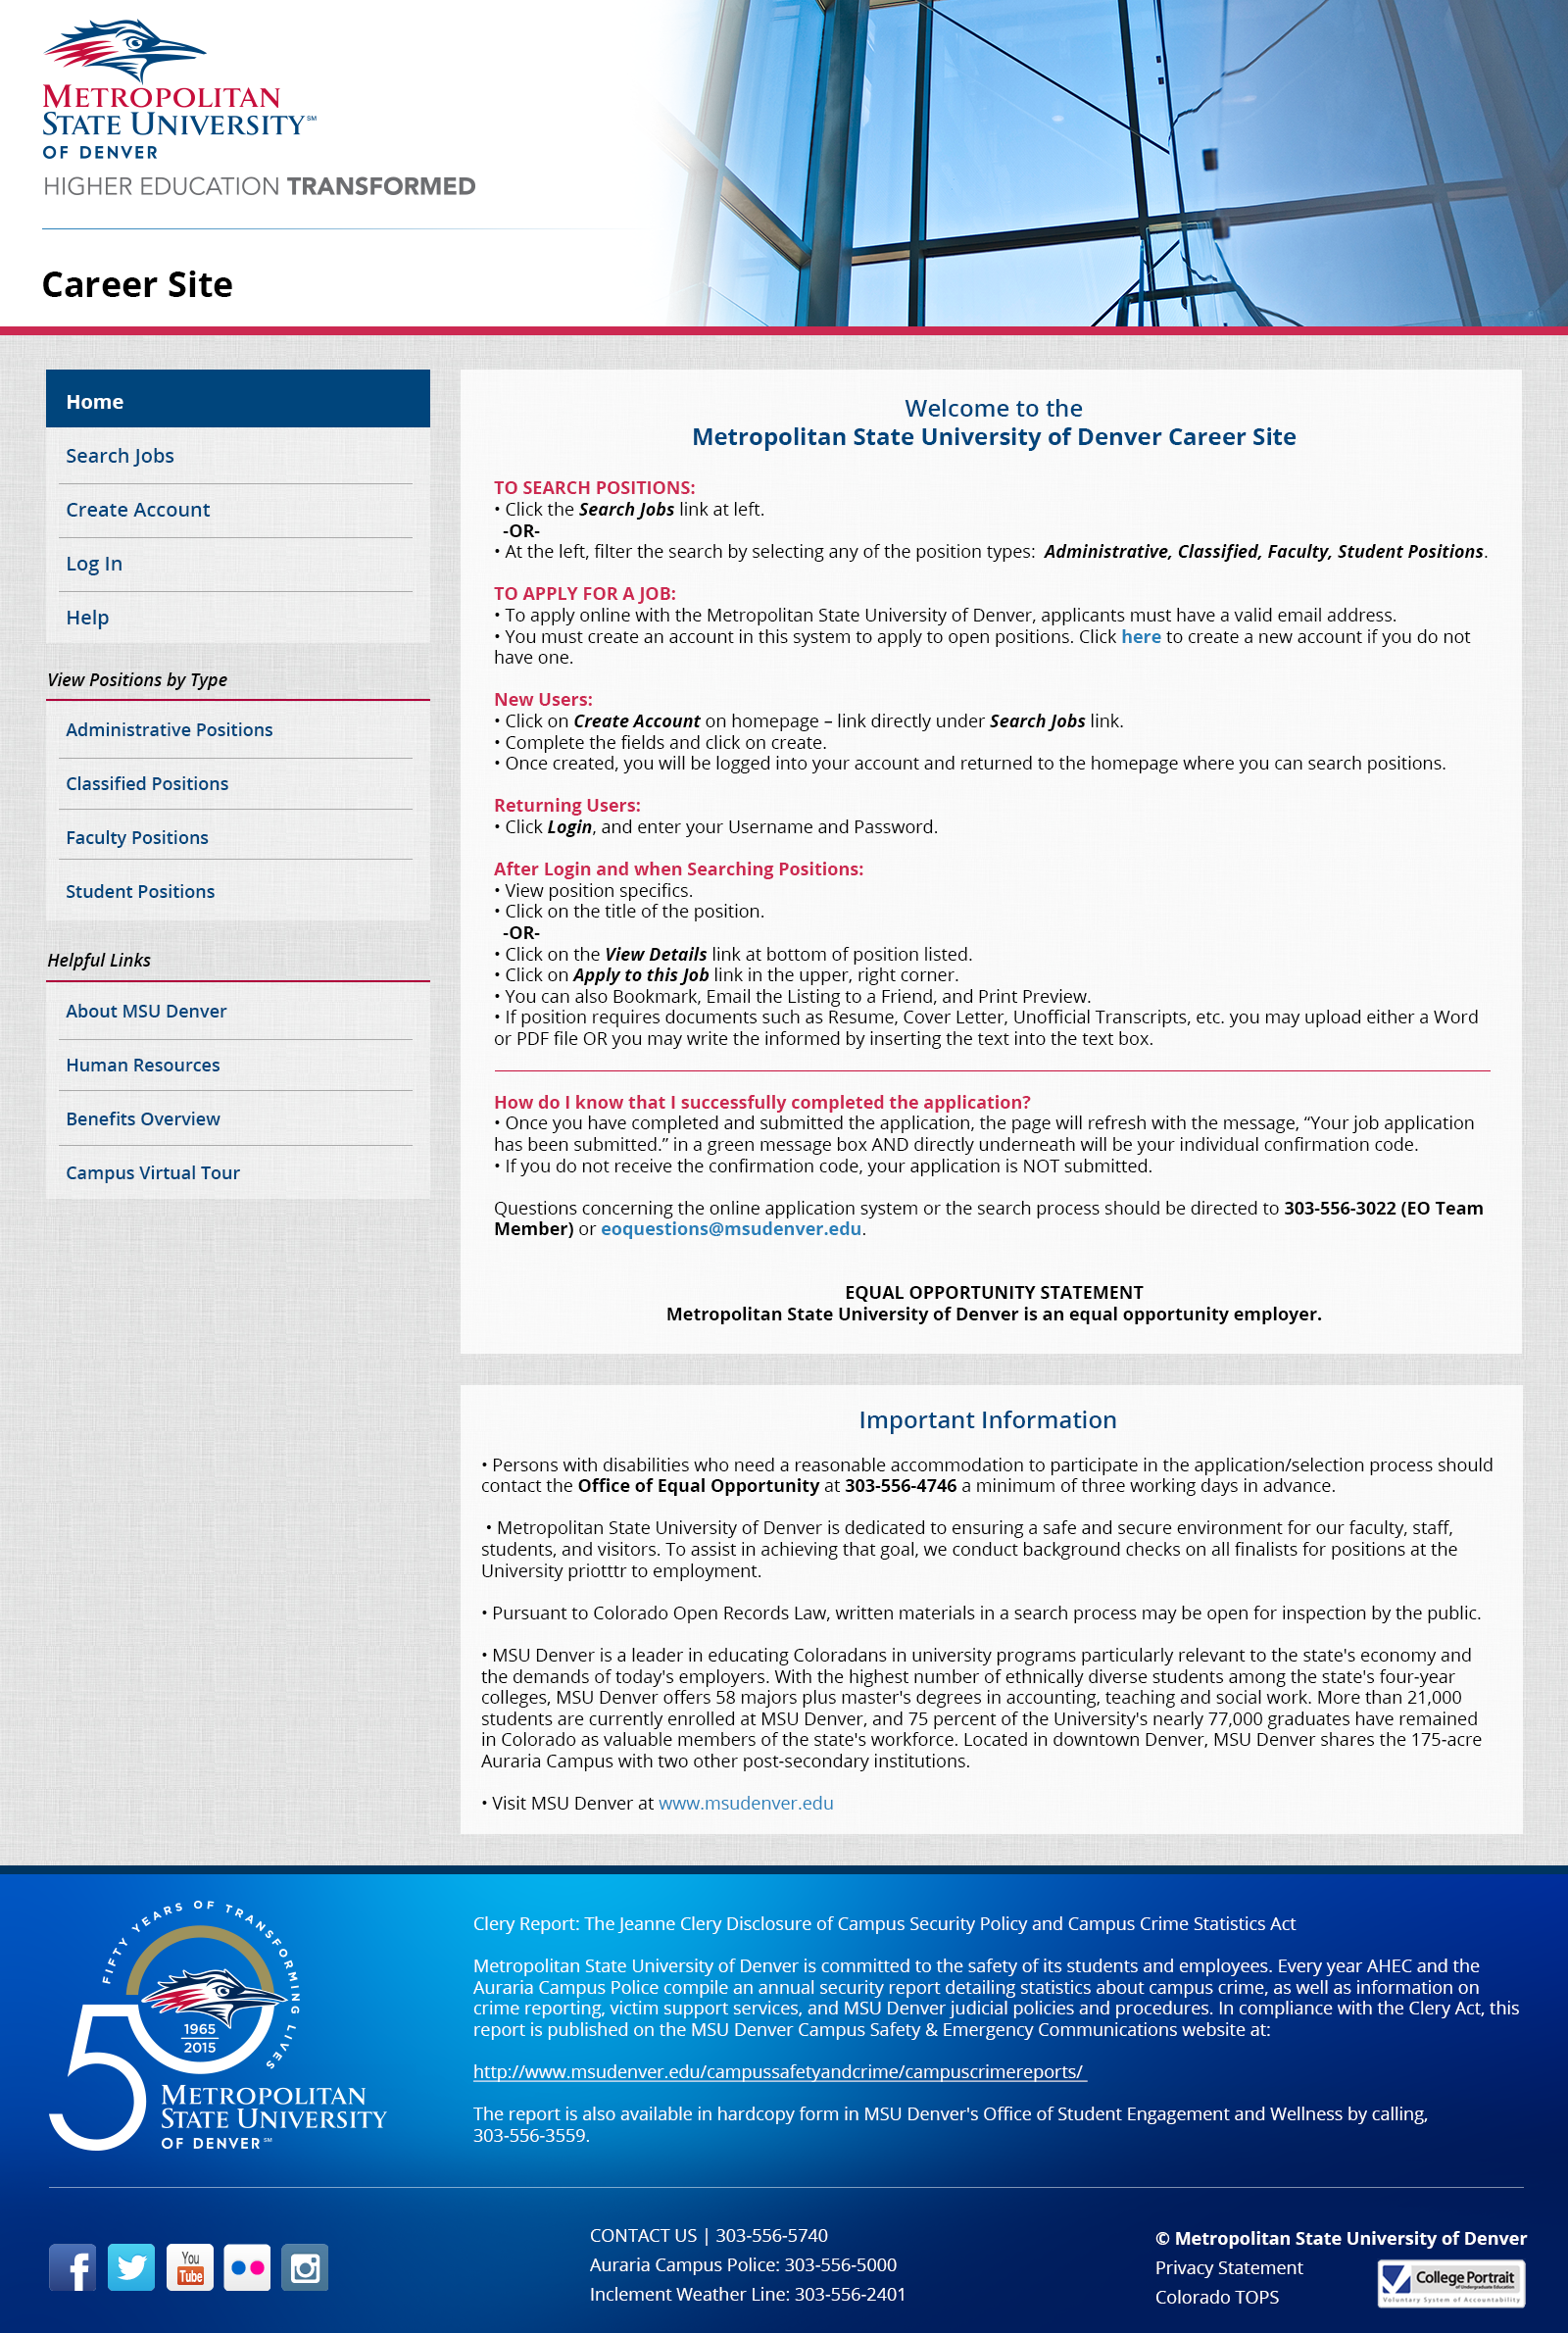 METROPOLITAN
STATE UNIVERSITY℠
OF DENVER
HIGHER EDUCATION TRANSFORMED
Career Site
Home
Search Jobs
Create Account
Log In
Help
View Positions by Type
Administrative Positions
Classified Positions
Faculty Positions
Student Positions
Helpful Links
About MSU Denver
Human Resources
Benefits Overview
Campus Virtual Tour
Welcome to the
Metropolitan State University of Denver Career Site
TO SEARCH POSITIONS:
• Click the Search Jobs link at left.
-OR-
• At the left, filter the search by selecting any of the position types:  Administrative, Classified, Faculty, Student Positions.
TO APPLY FOR A JOB:
• To apply online with the Metropolitan State University of Denver, applicants must have a valid email address.
• You must create an account in this system to apply to open positions. Click here to create a new account if you do not
have one.
New Users:
• Click on Create Account on homepage – link directly under Search Jobs link.
• Complete the fields and click on create.
• Once created, you will be logged into your account and returned to the homepage where you can search positions.
Returning Users:
• Click Login, and enter your Username and Password.
After Login and when Searching Positions:
• View position specifics.
• Click on the title of the position.
-OR-
• Click on the View Details link at bottom of position listed.
• Click on Apply to this Job link in the upper, right corner.
• You can also Bookmark, Email the Listing to a Friend, and Print Preview.
• If position requires documents such as Resume, Cover Letter, Unofficial Transcripts, etc. you may upload either a Word
or PDF file OR you may write the informed by inserting the text into the text box.
How do I know that I successfully completed the application?
• Once you have completed and submitted the application, the page will refresh with the message, “Your job application
has been submitted.” in a green message box AND directly underneath will be your individual confirmation code.
• If you do not receive the confirmation code, your application is NOT submitted.
Questions concerning the online application system or the search process should be directed to 303-556-3022 (EO Team
Member) or eoquestions@msudenver.edu.
EQUAL OPPORTUNITY STATEMENT
Metropolitan State University of Denver is an equal opportunity employer.
Important Information
• Persons with disabilities who need a reasonable accommodation to participate in the application/selection process should
contact the Office of Equal Opportunity at 303-556-4746 a minimum of three working days in advance.
• Metropolitan State University of Denver is dedicated to ensuring a safe and secure environment for our faculty, staff,
students, and visitors. To assist in achieving that goal, we conduct background checks on all finalists for positions at the
University priotttr to employment.
• Pursuant to Colorado Open Records Law, written materials in a search process may be open for inspection by the public.
• MSU Denver is a leader in educating Coloradans in university programs particularly relevant to the state's economy and
the demands of today's employers. With the highest number of ethnically diverse students among the state's four-year
colleges, MSU Denver offers 58 majors plus master's degrees in accounting, teaching and social work. More than 21,000
students are currently enrolled at MSU Denver, and 75 percent of the University's nearly 77,000 graduates have remained
in Colorado as valuable members of the state's workforce. Located in downtown Denver, MSU Denver shares the 175-acre
Auraria Campus with two other post-secondary institutions.
• Visit MSU Denver at www.msudenver.edu
FIFTY YEARS OF TRANSFORMING LIVES
50
1965
2015
METROPOLITAN
STATE UNIVERSITY
OF DENVER℠
Clery Report: The Jeanne Clery Disclosure of Campus Security Policy and Campus Crime Statistics Act
Metropolitan State University of Denver is committed to the safety of its students and employees. Every year AHEC and the
Auraria Campus Police compile an annual security report detailing statistics about campus crime, as well as information on
crime reporting, victim support services, and MSU Denver judicial policies and procedures. In compliance with the Clery Act, this
report is published on the MSU Denver Campus Safety & Emergency Communications website at:
http://www.msudenver.edu/campussafetyandcrime/campuscrimereports/
The report is also available in hardcopy form in MSU Denver's Office of Student Engagement and Wellness by calling,
303-556-3559.
You
Tube
CONTACT US | 303-556-5740
Auraria Campus Police: 303-556-5000
Inclement Weather Line: 303-556-2401
© Metropolitan State University of Denver
Privacy Statement
Colorado TOPS
College Portrait
of Undergraduate Education
Voluntary System of Accountability